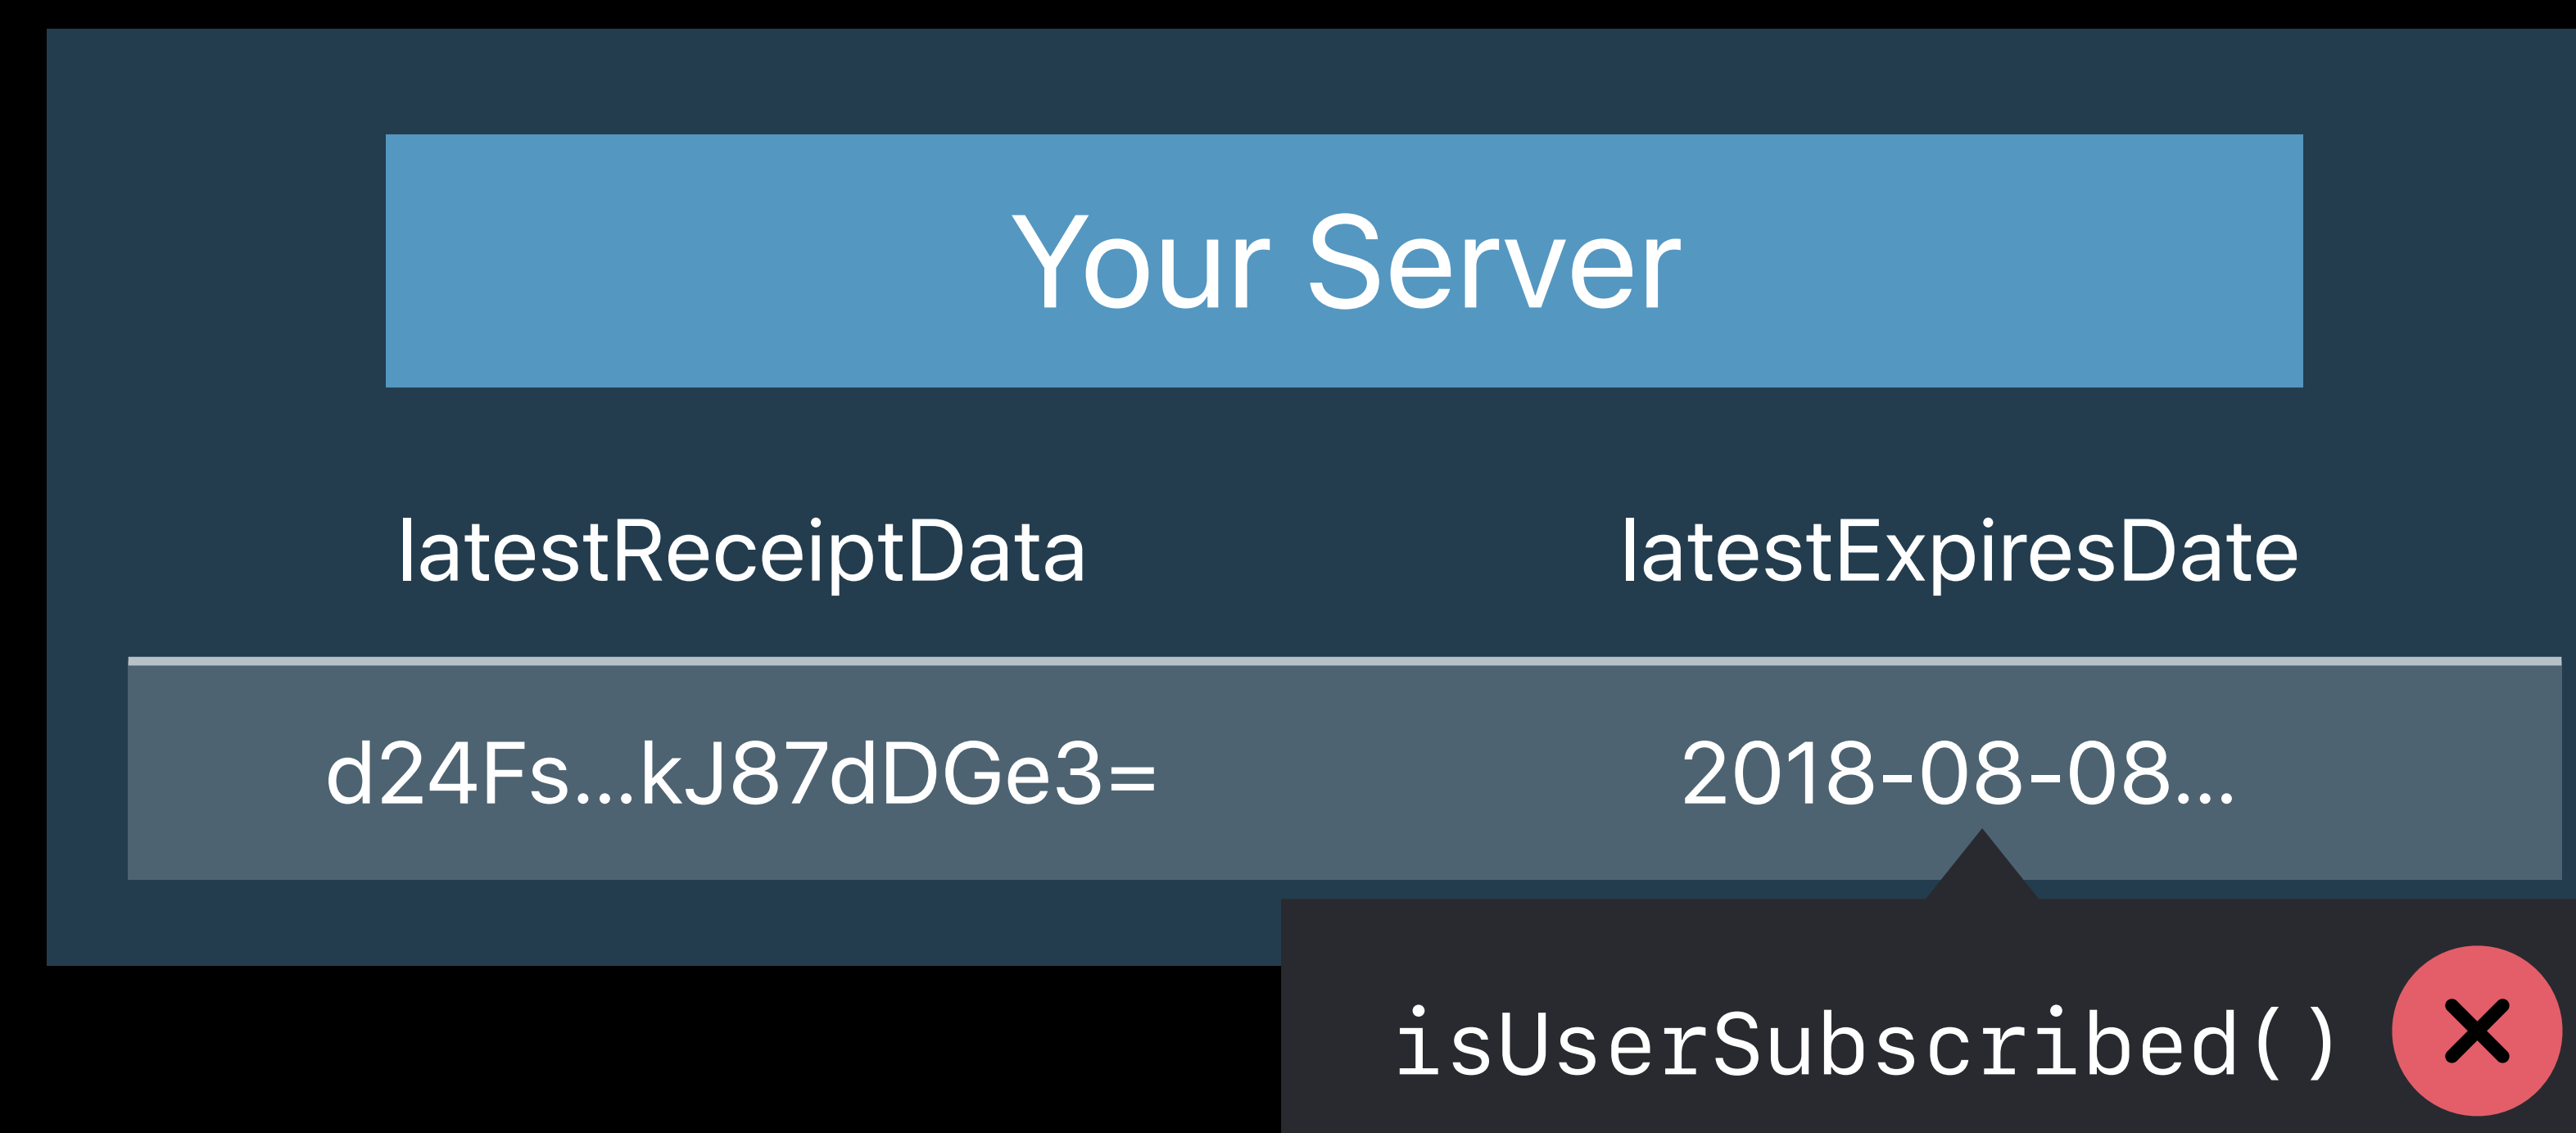 Your Server
latestReceiptData latestExpiresDate
d24Fs...kJ87dDGe3= 2018-08-08...
isUserSubscribed()